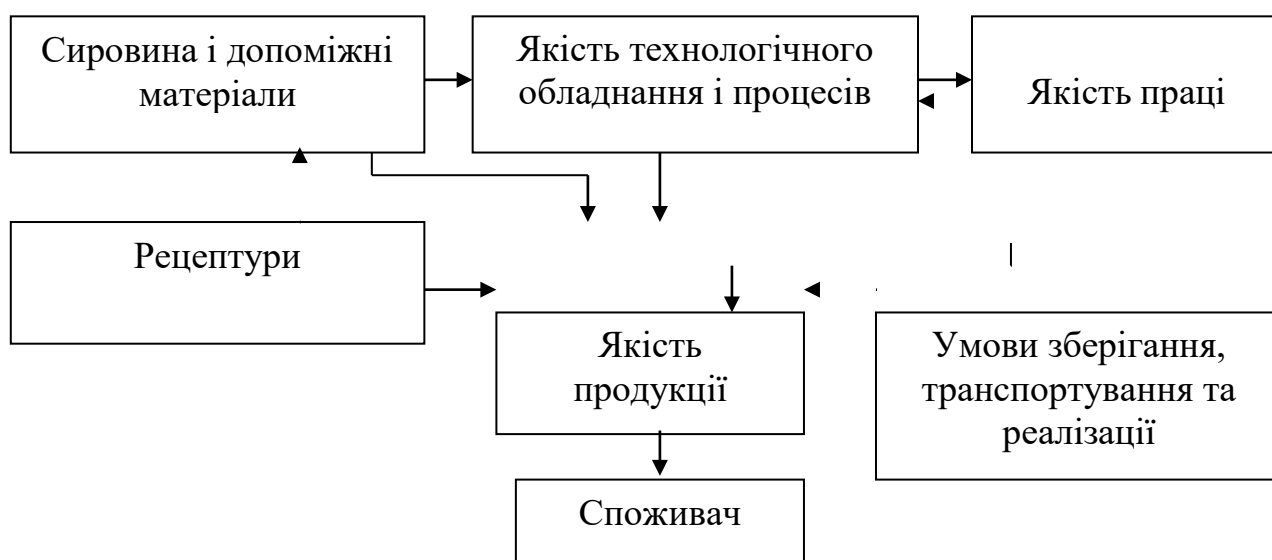 Сировина і допоміжні
матеріали
Якість технологічного
обладнання і процесів
Якість праці
Рецептури
Якість
продукції
Умови зберігання,
транспортування та
реалізації
Споживач